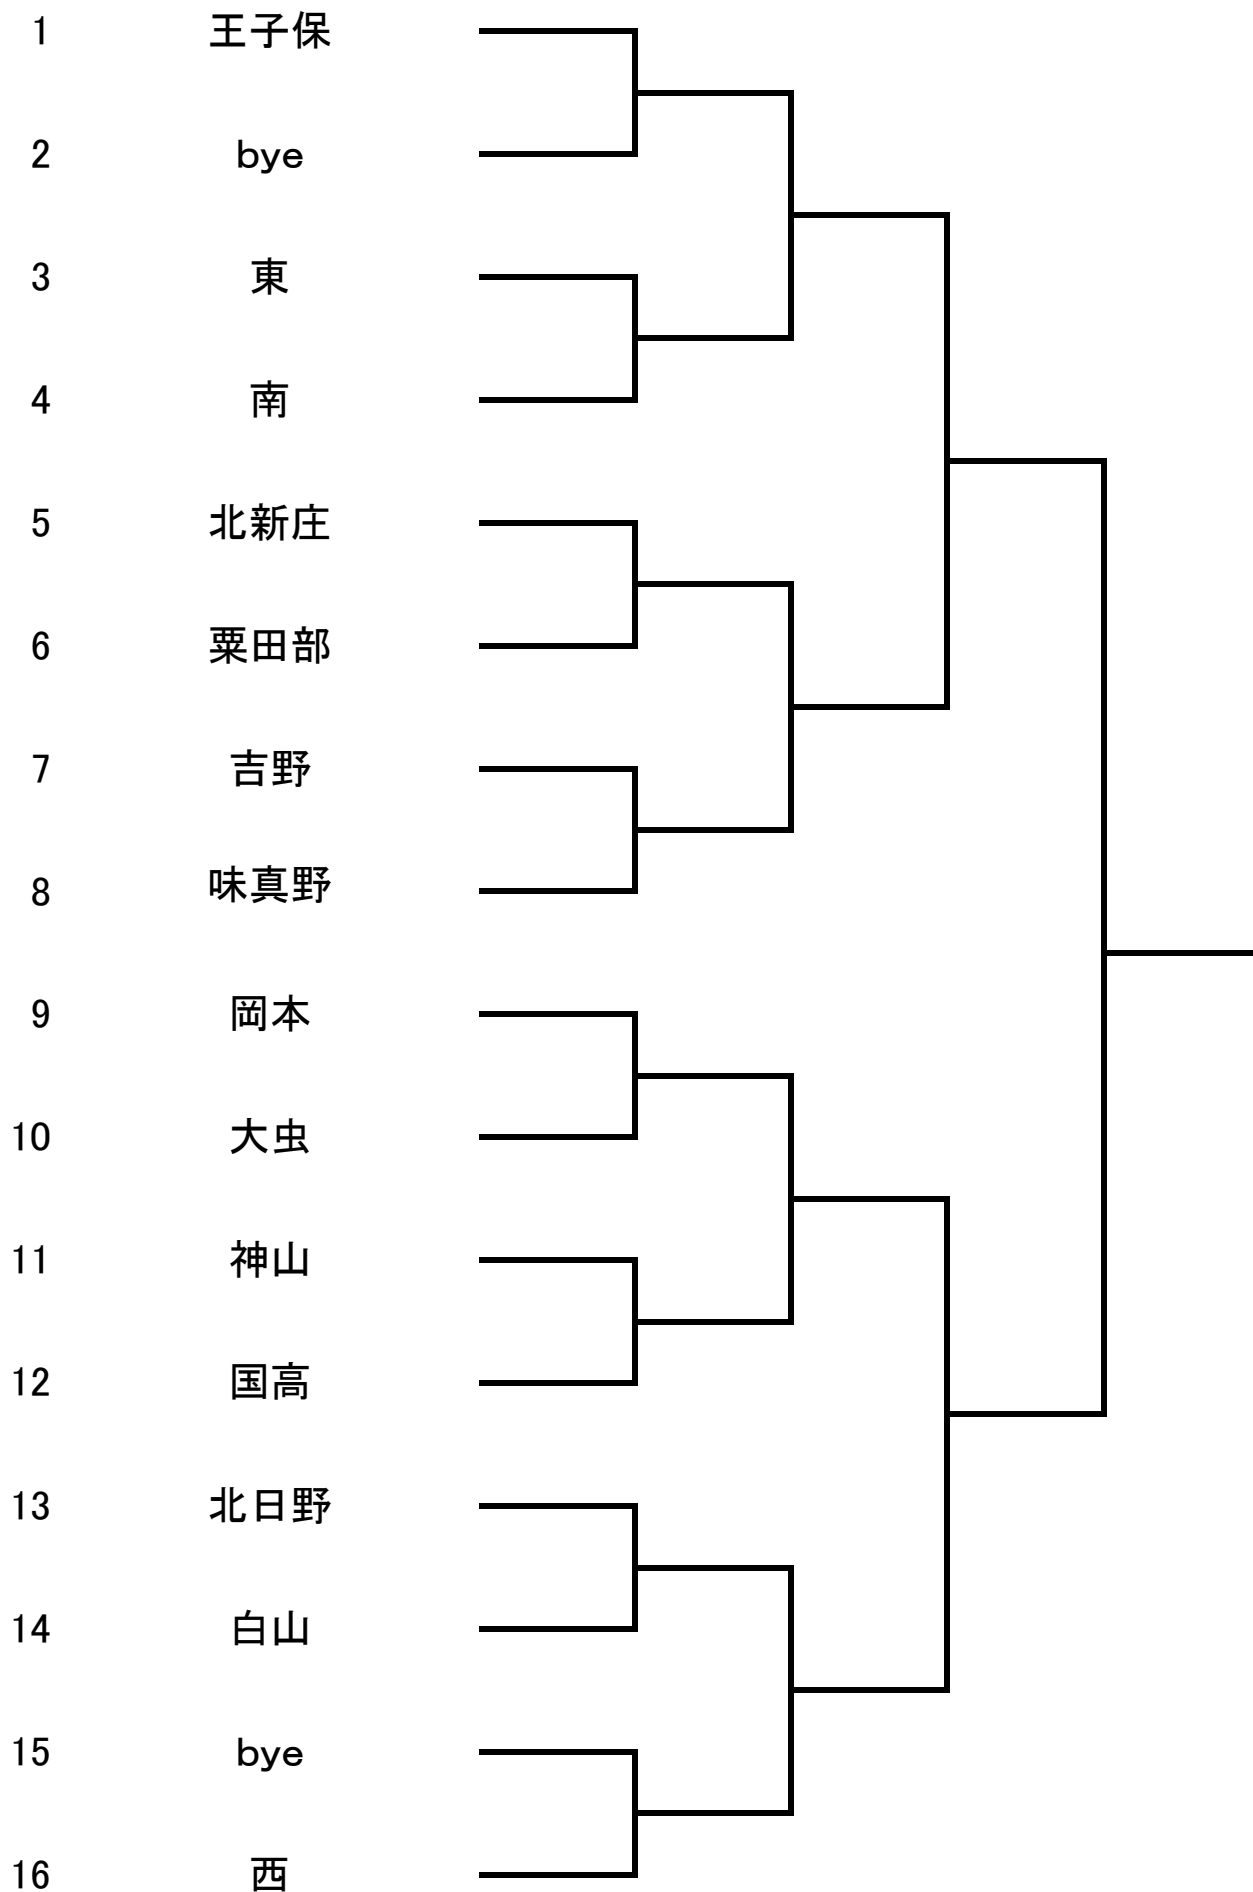 1 王子保
2 bye
3 東
4 南
5 北新庄
6 粟田部
7 吉野
8 味真野
9 岡本
10 大虫
11 神山
12 国高
13 北日野
14 白山
15 bye
16 西